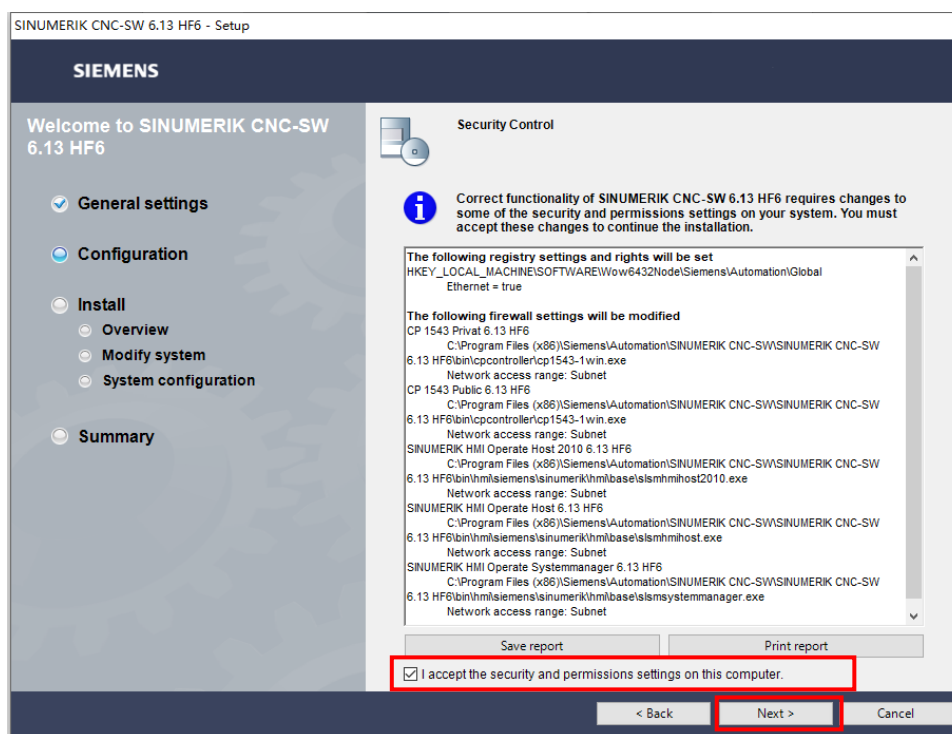 SINUMERIK CNC-SW 6.13 HF6 - Setup
SIEMENS
Welcome to SINUMERIK CNC-SW
6.13 HF6
General settings
Configuration
Install
Overview
Modify system
System configuration
Summary
Security Control
Correct functionality of SINUMERIK CNC-SW 6.13 HF6 requires changes to
some of the security and permissions settings on your system. You must
accept these changes to continue the installation.
The following registry settings and rights will be set
HKEY_LOCAL_MACHINE\SOFTWARE\Wow6432Node\Siemens\Automation\Global
Ethernet = true
The following firewall settings will be modified
CP 1543 Privat 6.13 HF6
C:\Program Files (x86)\Siemens\Automation\SINUMERIK CNC-SW\SINUMERIK CNC-SW
6.13 HF6\bin\cpcontroller\cp1543-1win.exe
Network access range: Subnet
CP 1543 Public 6.13 HF6
C:\Program Files (x86)\Siemens\Automation\SINUMERIK CNC-SW\SINUMERIK CNC-SW
6.13 HF6\bin\cpcontroller\cp1543-1win.exe
Network access range: Subnet
SINUMERIK HMI Operate Host 2010 6.13 HF6
C:\Program Files (x86)\Siemens\Automation\SINUMERIK CNC-SW\SINUMERIK CNC-SW
6.13 HF6\bin\hmi\siemens\sinumerik\hmi\base\slsmhmihost2010.exe
Network access range: Subnet
SINUMERIK HMI Operate Host 6.13 HF6
C:\Program Files (x86)\Siemens\Automation\SINUMERIK CNC-SW\SINUMERIK CNC-SW
6.13 HF6\bin\hmi\siemens\sinumerik\hmi\base\slsmhmihost.exe
Network access range: Subnet
SINUMERIK HMI Operate Systemmanager 6.13 HF6
C:\Program Files (x86)\Siemens\Automation\SINUMERIK CNC-SW\SINUMERIK CNC-SW
6.13 HF6\bin\hmi\siemens\sinumerik\hmi\base\slsmsystemmanager.exe
Network access range: Subnet
Save report
Print report
I accept the security and permissions settings on this computer.
< Back
Next >
Cancel